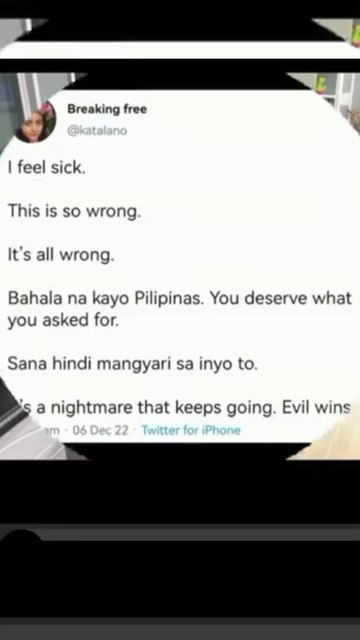 Breaking free
@katalano
I feel sick.
This is so wrong.
It's all wrong.
Bahala na kayo Pilipinas. You deserve what
you asked for.
Sana hindi mangyari sa inyo to.
a nightmare that keeps going. Evil wins
am · 06 Dec 22 · Twitter for iPhone